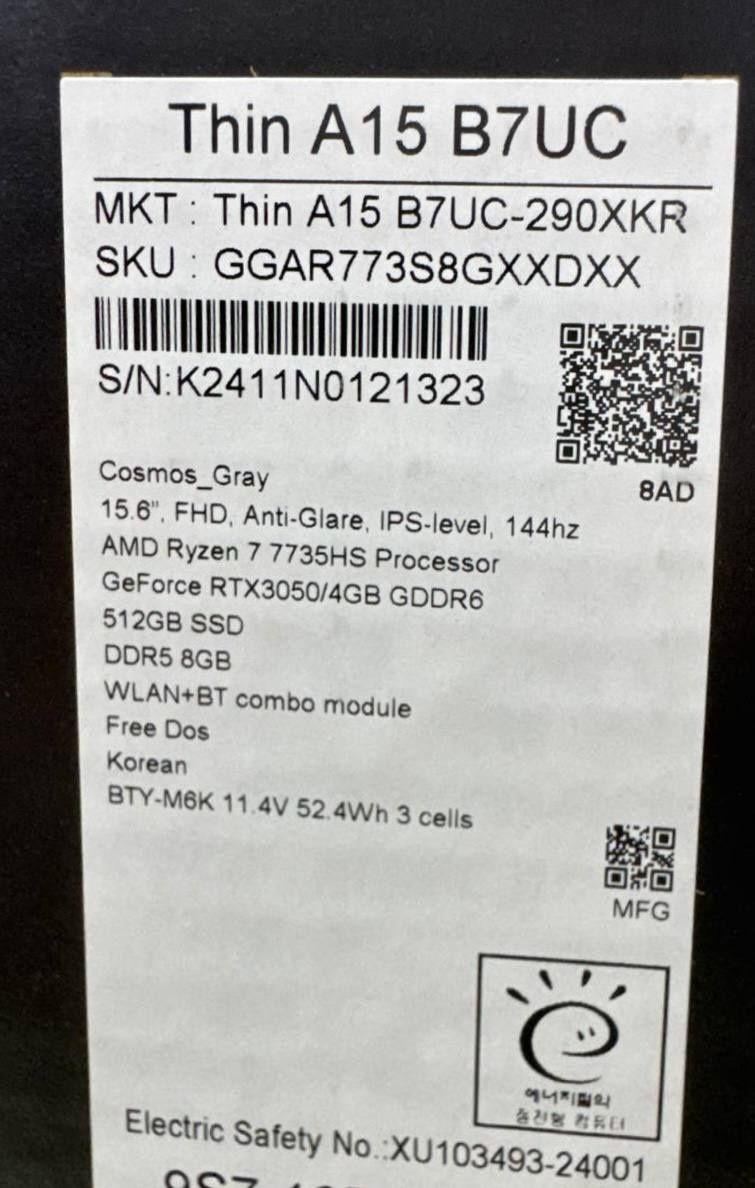 Thin A15 B7UC
MKT : Thin A15 B7UC-290XKR
SKU : GGAR773S8GXXDXX
S/N:K2411N0121323
8AD
Cosmos_Gray
15.6", FHD, Anti-Glare, IPS-level, 144hz
AMD Ryzen 7 7735HS Processor
GeForce RTX3050/4GB GDDR6
512GB SSD
DDR5 8GB
WLAN+BT combo module
Free Dos
Korean
BTY-M6K 11.4V 52.4Wh 3 cells
MFG
에너지절약
컴퓨터
Electric Safety No.:XU103493-24001